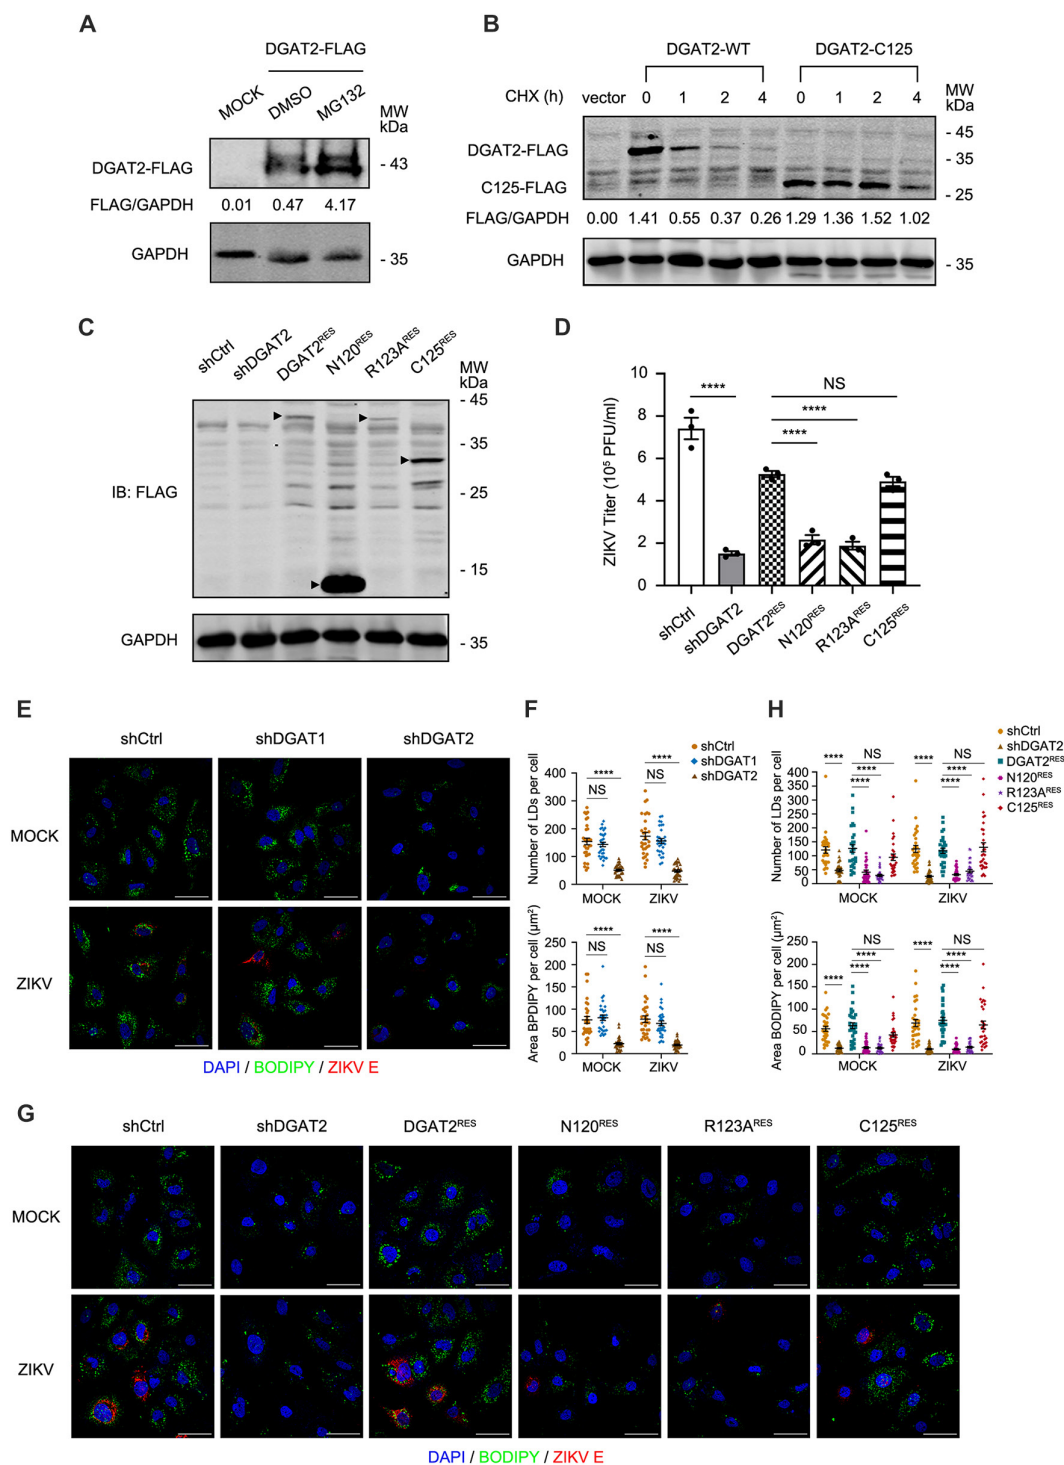 A
DGAT2-FLAG
MOCK
DMSO
MG132
MW
kDa
DGAT2-FLAG
- 43
FLAG/GAPDH 0.01 0.47 4.17
GAPDH
- 35
B
DGAT2-WT DGAT2-C125
CHX (h) vector 0 1 2 4 0 1 2 4
MW
kDa
- 45
DGAT2-FLAG
- 35
C125-FLAG
- 25
FLAG/GAPDH 0.00 1.41 0.55 0.37 0.26 1.29 1.36 1.52 1.02
GAPDH
- 35
C
shCtrl
shDGAT2
DGAT2RES
N120RES
R123ARES
C125RES
MW
kDa
- 45
- 35
IB: FLAG
- 25
- 15
GAPDH
- 35
D
ZIKV Titer (10⁵ PFU/ml)
10
8
6
4
2
0
****
NS
****
****
shCtrl
shDGAT2
DGAT2RES
N120RES
R123ARES
C125RES
E
shCtrl shDGAT1 shDGAT2
MOCK
ZIKV
DAPI / BODIPY / ZIKV E
F
shCtrl
shDGAT1
shDGAT2
Number of LDs per cell
400
300
200
100
0
****
NS
****
NS
MOCK ZIKV
Area BPDIPY per cell (µm²)
250
200
150
100
50
0
****
NS
****
NS
MOCK ZIKV
H
shCtrl
shDGAT2
DGAT2RES
N120RES
R123ARES
C125RES
Number of LDs per cell
400
350
300
250
200
150
100
50
0
****
NS
****
****
****
NS
****
****
MOCK ZIKV
Area BODIPY per cell (µm²)
250
200
150
100
50
0
****
NS
****
****
****
NS
****
****
MOCK ZIKV
G
shCtrl shDGAT2 DGAT2RES N120RES R123ARES C125RES
MOCK
ZIKV
DAPI / BODIPY / ZIKV E